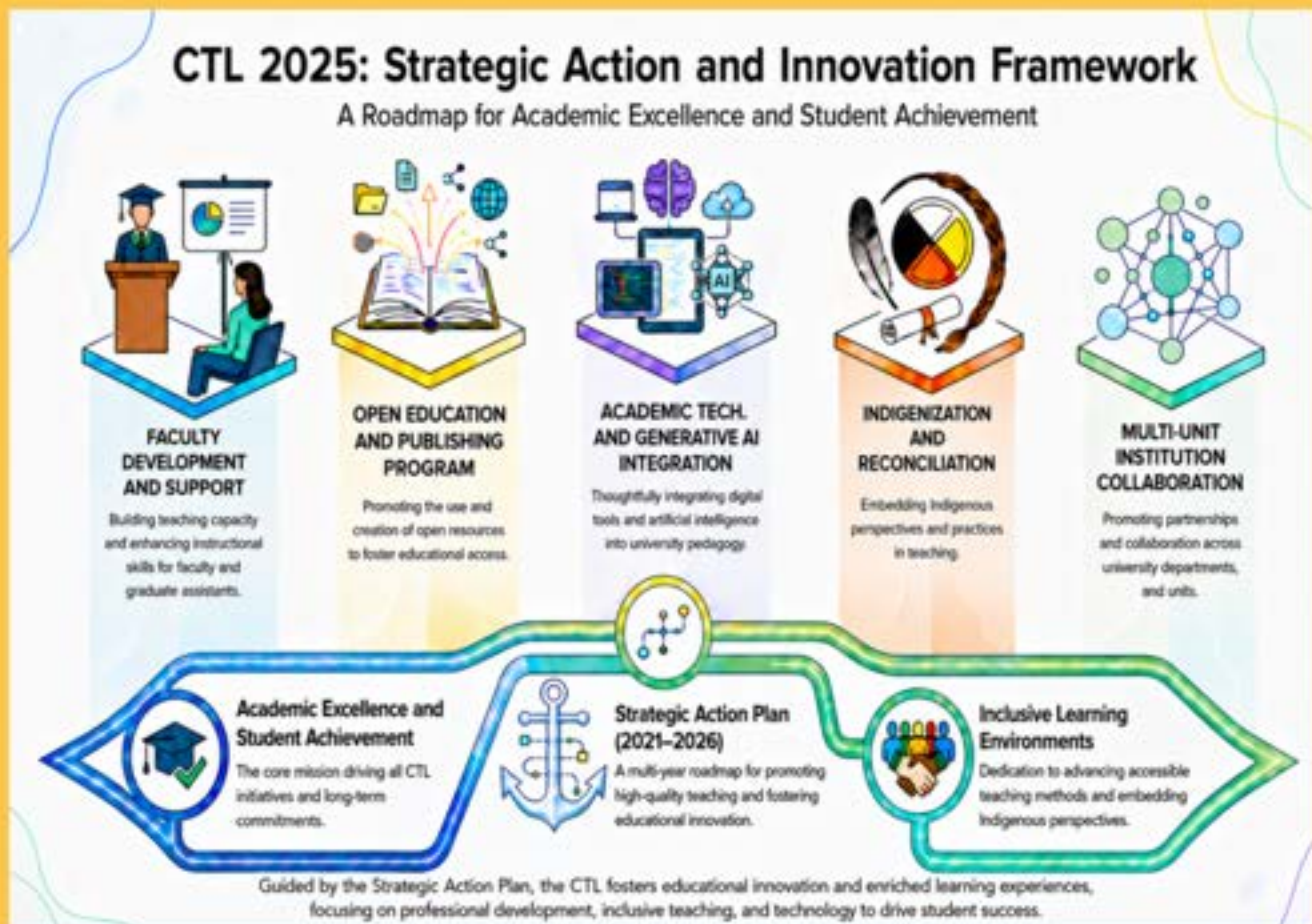 CTL 2025: Strategic Action and Innovation Framework
A Roadmap for Academic Excellence and Student Achievement
AI
FACULTY
DEVELOPMENT
AND SUPPORT
Building teaching capacity
and enhancing instructional
skills for faculty and
graduate assistants.
OPEN EDUCATION
AND PUBLISHING
PROGRAM
Promoting the use and
creation of open resources
to foster educational access.
ACADEMIC TECH.
AND GENERATIVE AI
INTEGRATION
Thoughtfully integrating digital
tools and artificial intelligence
into university pedagogy.
INDIGENIZATION
AND
RECONCILIATION
Embedding Indigenous
perspectives and practices
in teaching.
MULTI-UNIT
INSTITUTION
COLLABORATION
Promoting partnerships
and collaboration across
university departments,
and units.
Academic Excellence and
Student Achievement
The core mission driving all CTL
initiatives and long-term
commitments.
Strategic Action Plan
(2021–2026)
A multi-year roadmap for promoting
high-quality teaching and fostering
educational innovation.
Inclusive Learning
Environments
Dedication to advancing accessible
teaching methods and embedding
Indigenous perspectives.
Guided by the Strategic Action Plan, the CTL fosters educational innovation and enriched learning experiences,
focusing on professional development, inclusive teaching, and technology to drive student success.